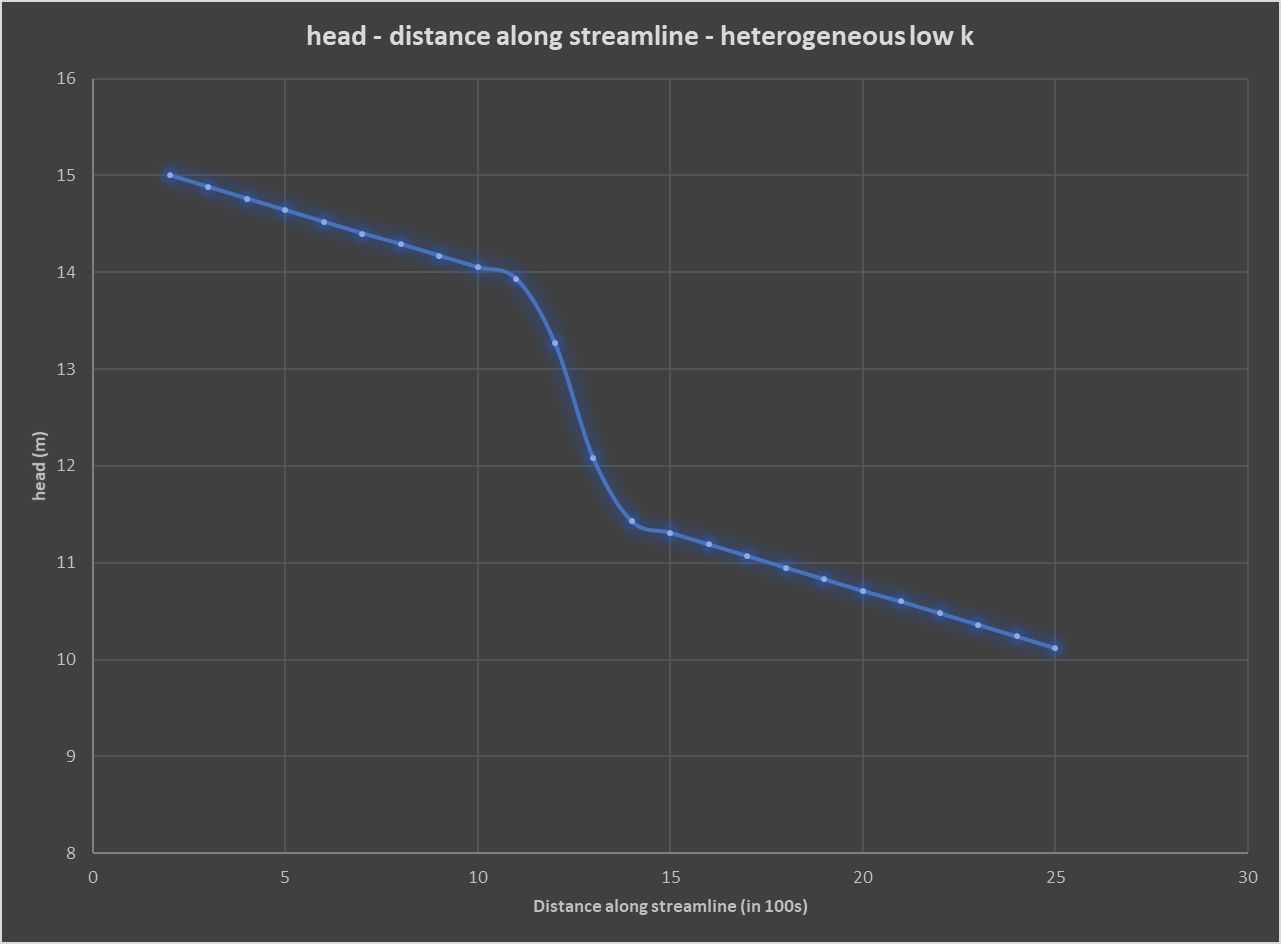 head - distance along streamline - heterogeneous low k
16
15
14
13
12
11
10
9
8
head (m)
0 5 10 15 20 25 30
Distance along streamline (in 100s)